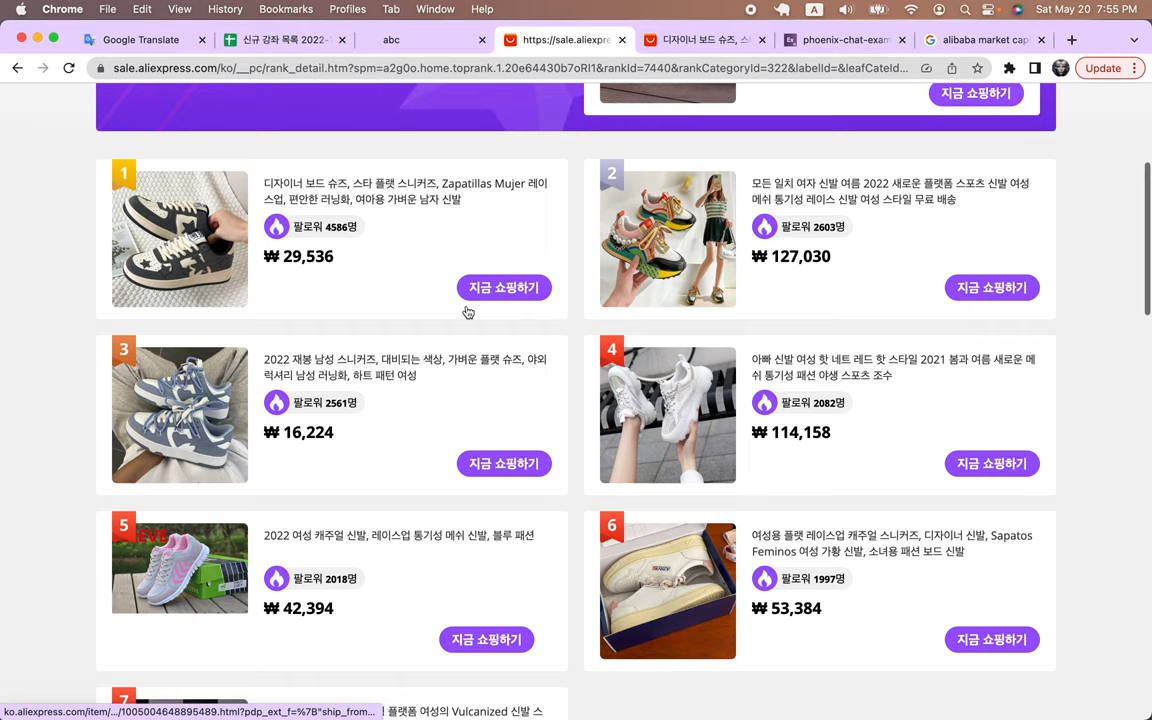 Chrome File Edit View History Bookmarks Profiles Tab Window Help
A
Sat May 20 7:55 PM
Google Translate
신규 강좌 목록 2022-
abc
https://sale.aliexpre
디자이너 보드 슈즈, 스
Ex phoenix-chat-exam
alibaba market cap
sale.aliexpress.com/ko/__pc/rank_detail.htm?spm=a2g0o.home.toprank.1.20e64430b7oRI1&rankId=7440&rankCategoryId=322&labelId=&leafCateId...
Update
지금 쇼핑하기
1
디자이너 보드 슈즈, 스타 플랫 스니커즈, Zapatillas Mujer 레이
스업, 편안한 러닝화, 여아용 가벼운 남자 신발
팔로워 4586명
₩ 29,536
지금 쇼핑하기
2
모든 일치 여자 신발 여름 2022 새로운 플랫폼 스포츠 신발 여성
메쉬 통기성 레이스 신발 여성 스타일 무료 배송
팔로워 2603명
₩ 127,030
지금 쇼핑하기
3
2022 재봉 남성 스니커즈, 대비되는 색상, 가벼운 플랫 슈즈, 야외
럭셔리 남성 러닝화, 하트 패턴 여성
팔로워 2561명
₩ 16,224
지금 쇼핑하기
4
아빠 신발 여성 핫 네트 레드 핫 스타일 2021 봄과 여름 새로운 메
쉬 통기성 패션 야생 스포츠 조수
팔로워 2082명
₩ 114,158
지금 쇼핑하기
5
2022 여성 캐주얼 신발, 레이스업 통기성 메쉬 신발, 블루 패션
팔로워 2018명
₩ 42,394
지금 쇼핑하기
6
여성용 플랫 레이스업 캐주얼 스니커즈, 디자이너 신발, Sapatos
Feminos 여성 가황 신발, 소녀용 패션 보드 신발
팔로워 1997명
₩ 53,384
지금 쇼핑하기
7
플랫폼 여성의 Vulcanized 신발 스
ko.aliexpress.com/item/.../1005004648895489.html?pdp_ext_f=%7B"ship_from...